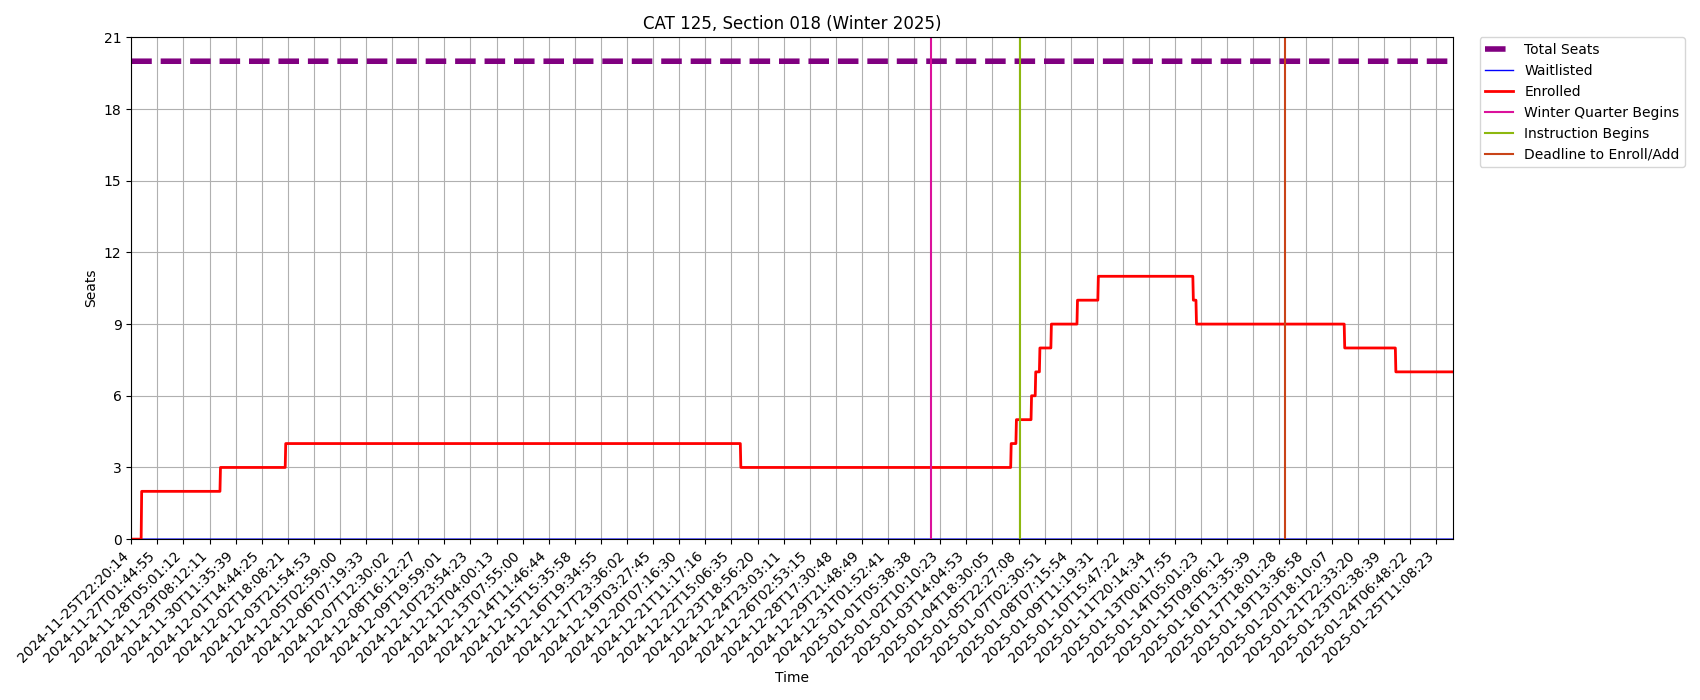 CAT 125, Section 018 (Winter 2025)
21
18
15
12
9
6
3
0
Seats
Total Seats
Waitlisted
Enrolled
Winter Quarter Begins
Instruction Begins
Deadline to Enroll/Add
2024-11-25T22:20:14
2024-11-27T01:44:55
2024-11-28T05:01:12
2024-11-29T08:12:11
2024-11-30T11:35:39
2024-12-01T14:44:25
2024-12-02T18:08:21
2024-12-03T21:54:53
2024-12-05T02:59:00
2024-12-06T07:19:33
2024-12-07T12:30:02
2024-12-08T16:12:27
2024-12-09T19:59:01
2024-12-10T23:54:23
2024-12-12T04:00:13
2024-12-13T07:55:00
2024-12-14T11:46:44
2024-12-15T15:35:58
2024-12-16T19:34:55
2024-12-17T23:36:02
2024-12-19T03:27:45
2024-12-20T07:16:30
2024-12-21T11:17:16
2024-12-22T15:06:35
2024-12-23T18:56:20
2024-12-24T23:03:11
2024-12-26T02:53:15
2024-12-28T17:30:48
2024-12-29T21:48:49
2024-12-31T01:52:41
2025-01-01T05:38:38
2025-01-02T10:10:23
2025-01-03T14:04:53
2025-01-04T18:30:05
2025-01-05T22:27:08
2025-01-07T02:30:51
2025-01-08T07:15:54
2025-01-09T11:19:31
2025-01-10T15:47:22
2025-01-11T20:14:34
2025-01-13T00:17:55
2025-01-14T05:01:23
2025-01-15T09:06:12
2025-01-16T13:35:39
2025-01-17T18:01:28
2025-01-19T13:36:58
2025-01-20T18:10:07
2025-01-21T22:33:20
2025-01-23T02:38:39
2025-01-24T06:48:22
2025-01-25T11:08:23
Time